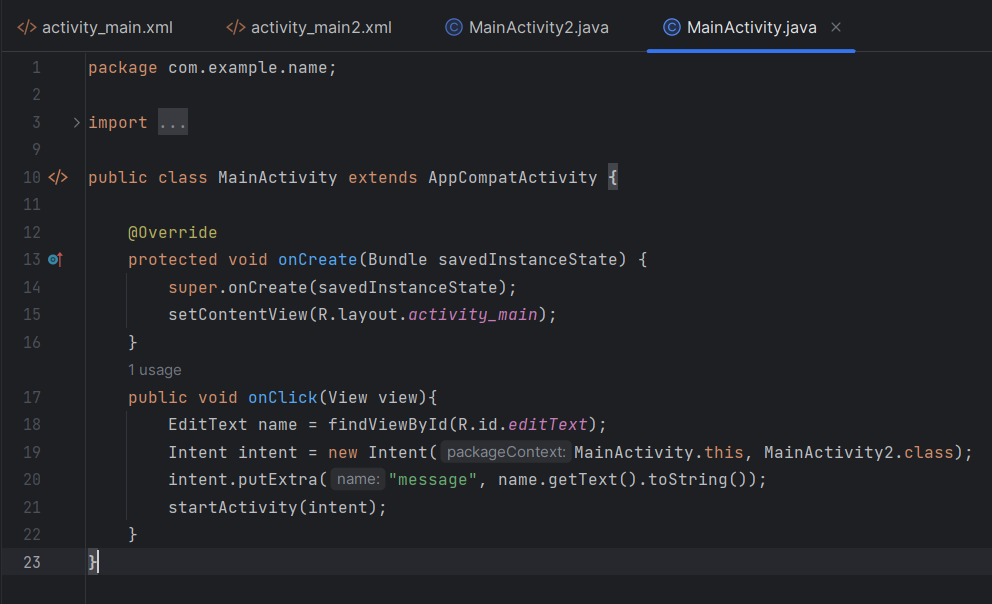 activity_main.xml activity_main2.xml MainActivity2.java MainActivity.java
1 package com.example.name;
2
3 import ...
9
10 public class MainActivity extends AppCompatActivity {
11
12 @Override
13 protected void onCreate(Bundle savedInstanceState) {
14 super.onCreate(savedInstanceState);
15 setContentView(R.layout.activity_main);
16 }
1 usage
17 public void onClick(View view){
18 EditText name = findViewById(R.id.editText);
19 Intent intent = new Intent( packageContext: MainActivity.this, MainActivity2.class);
20 intent.putExtra( name: "message", name.getText().toString());
21 startActivity(intent);
22 }
23 }